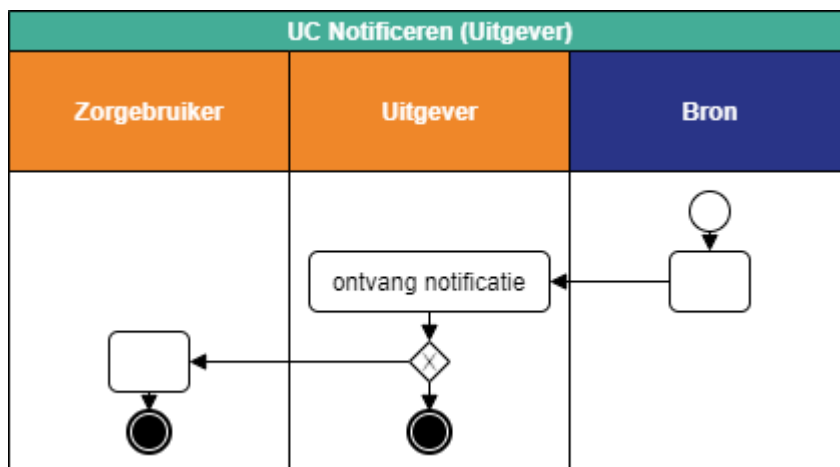 UC Notificeren (Uitgever)
Zorgebruiker
Uitgever
Bron
ontvang notificatie
X